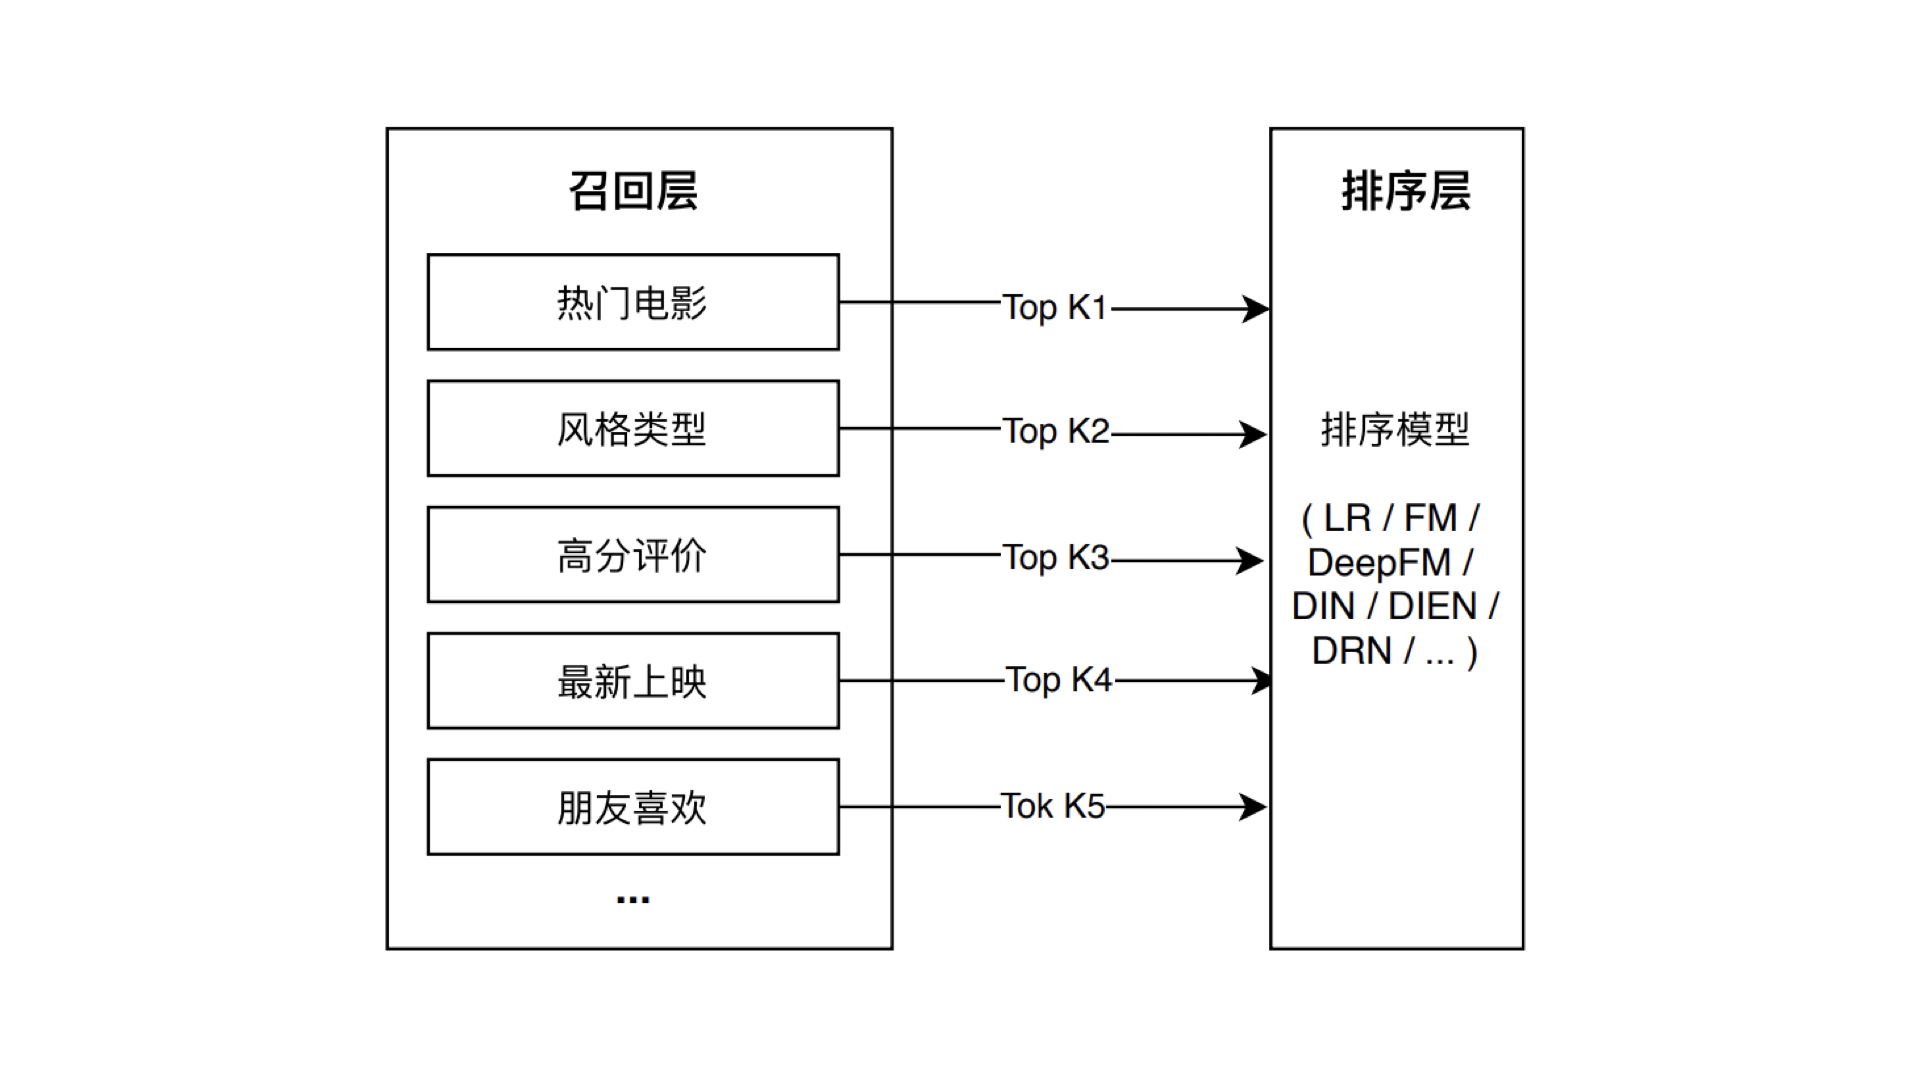 召回层
热门电影
风格类型
高分评价
最新上映
朋友喜欢
...
Top K1
Top K2
Top K3
Top K4
Tok K5
排序层
排序模型
( LR / FM /
DeepFM /
DIN / DIEN /
DRN / ... )